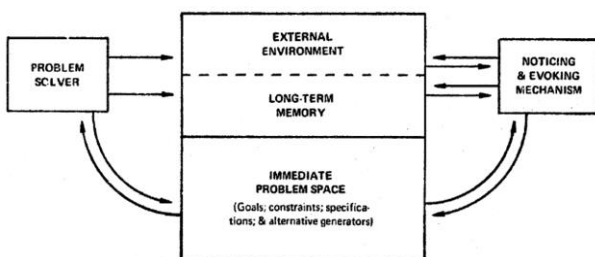 PROBLEM
SOLVER
EXTERNAL
ENVIRONMENT
LONG-TERM
MEMORY
IMMEDIATE
PROBLEM SPACE
(Goals; constraints; specifica-
tions; & alternative generators)
NOTICING
& EVOKING
MECHANISM